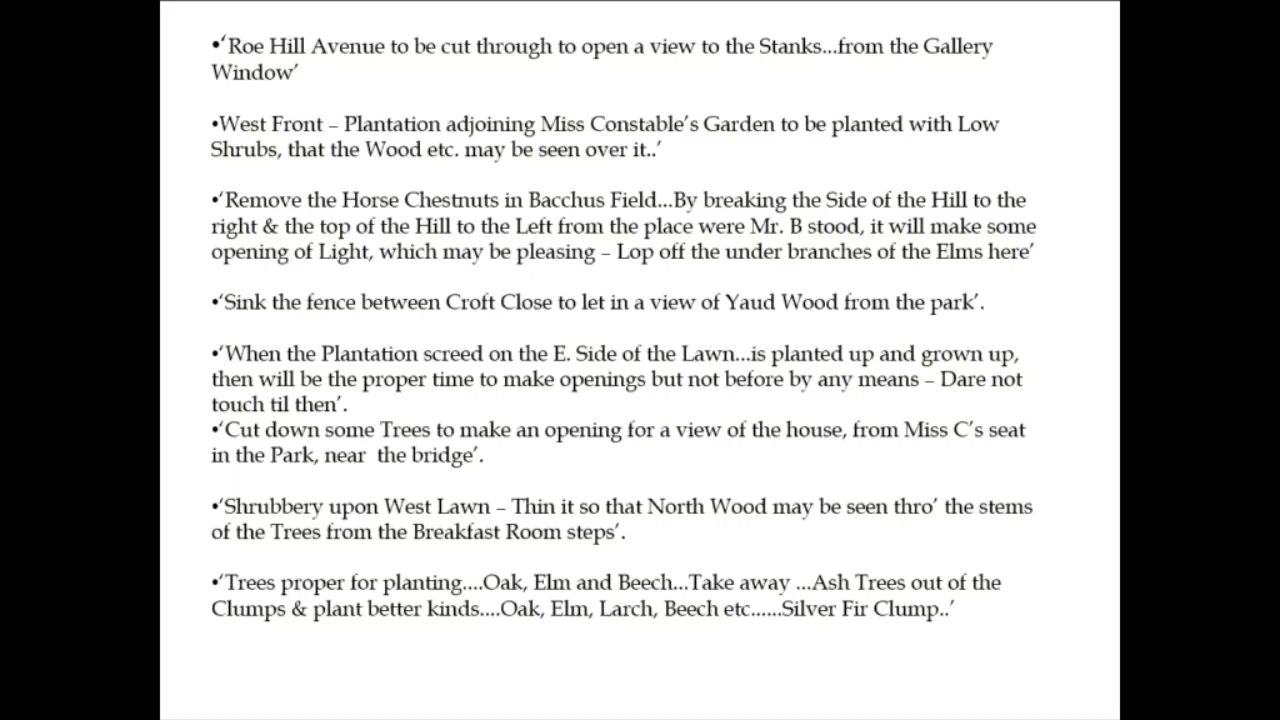 •‘Roe Hill Avenue to be cut through to open a view to the Stanks...from the Gallery
Window’
•West Front – Plantation adjoining Miss Constable’s Garden to be planted with Low
Shrubs, that the Wood etc. may be seen over it..’
•‘Remove the Horse Chestnuts in Bacchus Field...By breaking the Side of the Hill to the
right & the top of the Hill to the Left from the place were Mr. B stood, it will make some
opening of Light, which may be pleasing – Lop off the under branches of the Elms here’
•‘Sink the fence between Croft Close to let in a view of Yaud Wood from the park’.
•‘When the Plantation screed on the E. Side of the Lawn...is planted up and grown up,
then will be the proper time to make openings but not before by any means – Dare not
touch til then’.
•‘Cut down some Trees to make an opening for a view of the house, from Miss C’s seat
in the Park, near the bridge’.
•‘Shrubbery upon West Lawn – Thin it so that North Wood may be seen thro’ the stems
of the Trees from the Breakfast Room steps’.
•‘Trees proper for planting....Oak, Elm and Beech...Take away ...Ash Trees out of the
Clumps & plant better kinds....Oak, Elm, Larch, Beech etc......Silver Fir Clump..’